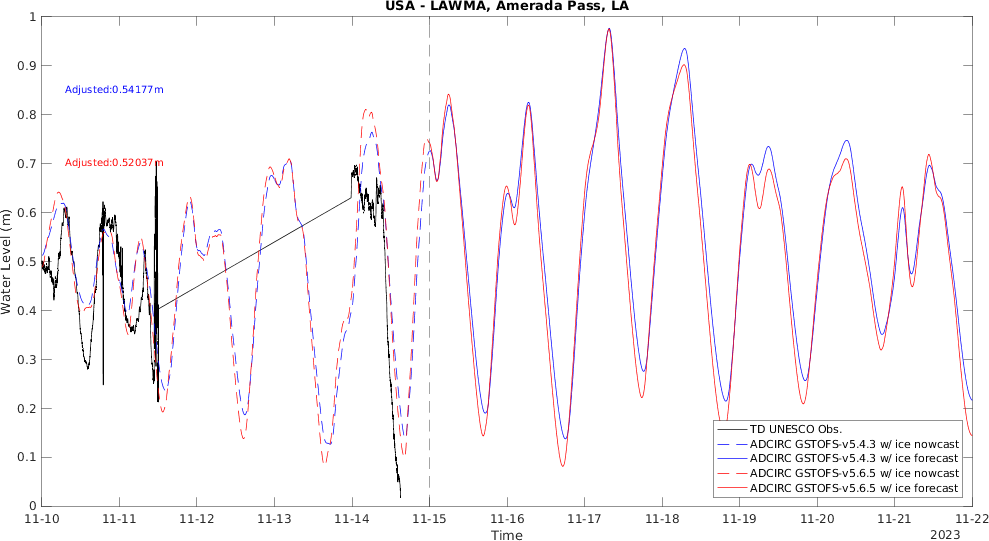 USA - LAWMA, Amerada Pass, LA
1
0.9
0.8
0.7
0.6
0.5
0.4
0.3
0.2
0.1
0
Water Level (m)
Adjusted:0.54177m
Adjusted:0.52037m
TD UNESCO Obs.
ADCIRC GSTOFS-v5.4.3 w/ ice nowcast
ADCIRC GSTOFS-v5.4.3 w/ ice forecast
ADCIRC GSTOFS-v5.6.5 w/ ice nowcast
ADCIRC GSTOFS-v5.6.5 w/ ice forecast
11-10 11-11 11-12 11-13 11-14 11-15 11-16 11-17 11-18 11-19 11-20 11-21 11-22
Time
2023